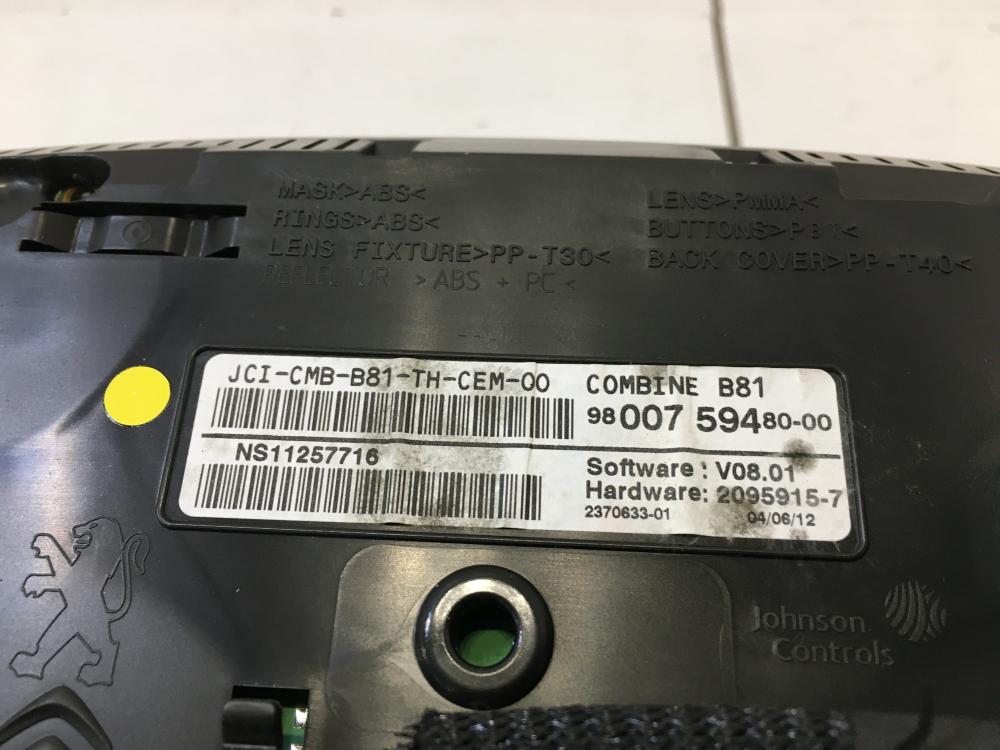 MASK>ABS<
RINGS>ABS<
LENS FIXTURE>PP-T30<
REFLECTOR >ABS + PC<
LENS>PMMA<
BUTTONS>PBT<
BACK COVER>PP-T40<
JCI-CMB-B81-TH-CEM-00
COMBINE B81
98 007 594 80-00
NS11257716
Software : V08.01
Hardware: 2095915-7
2370633-01 04/06/12
Johnson
Controls